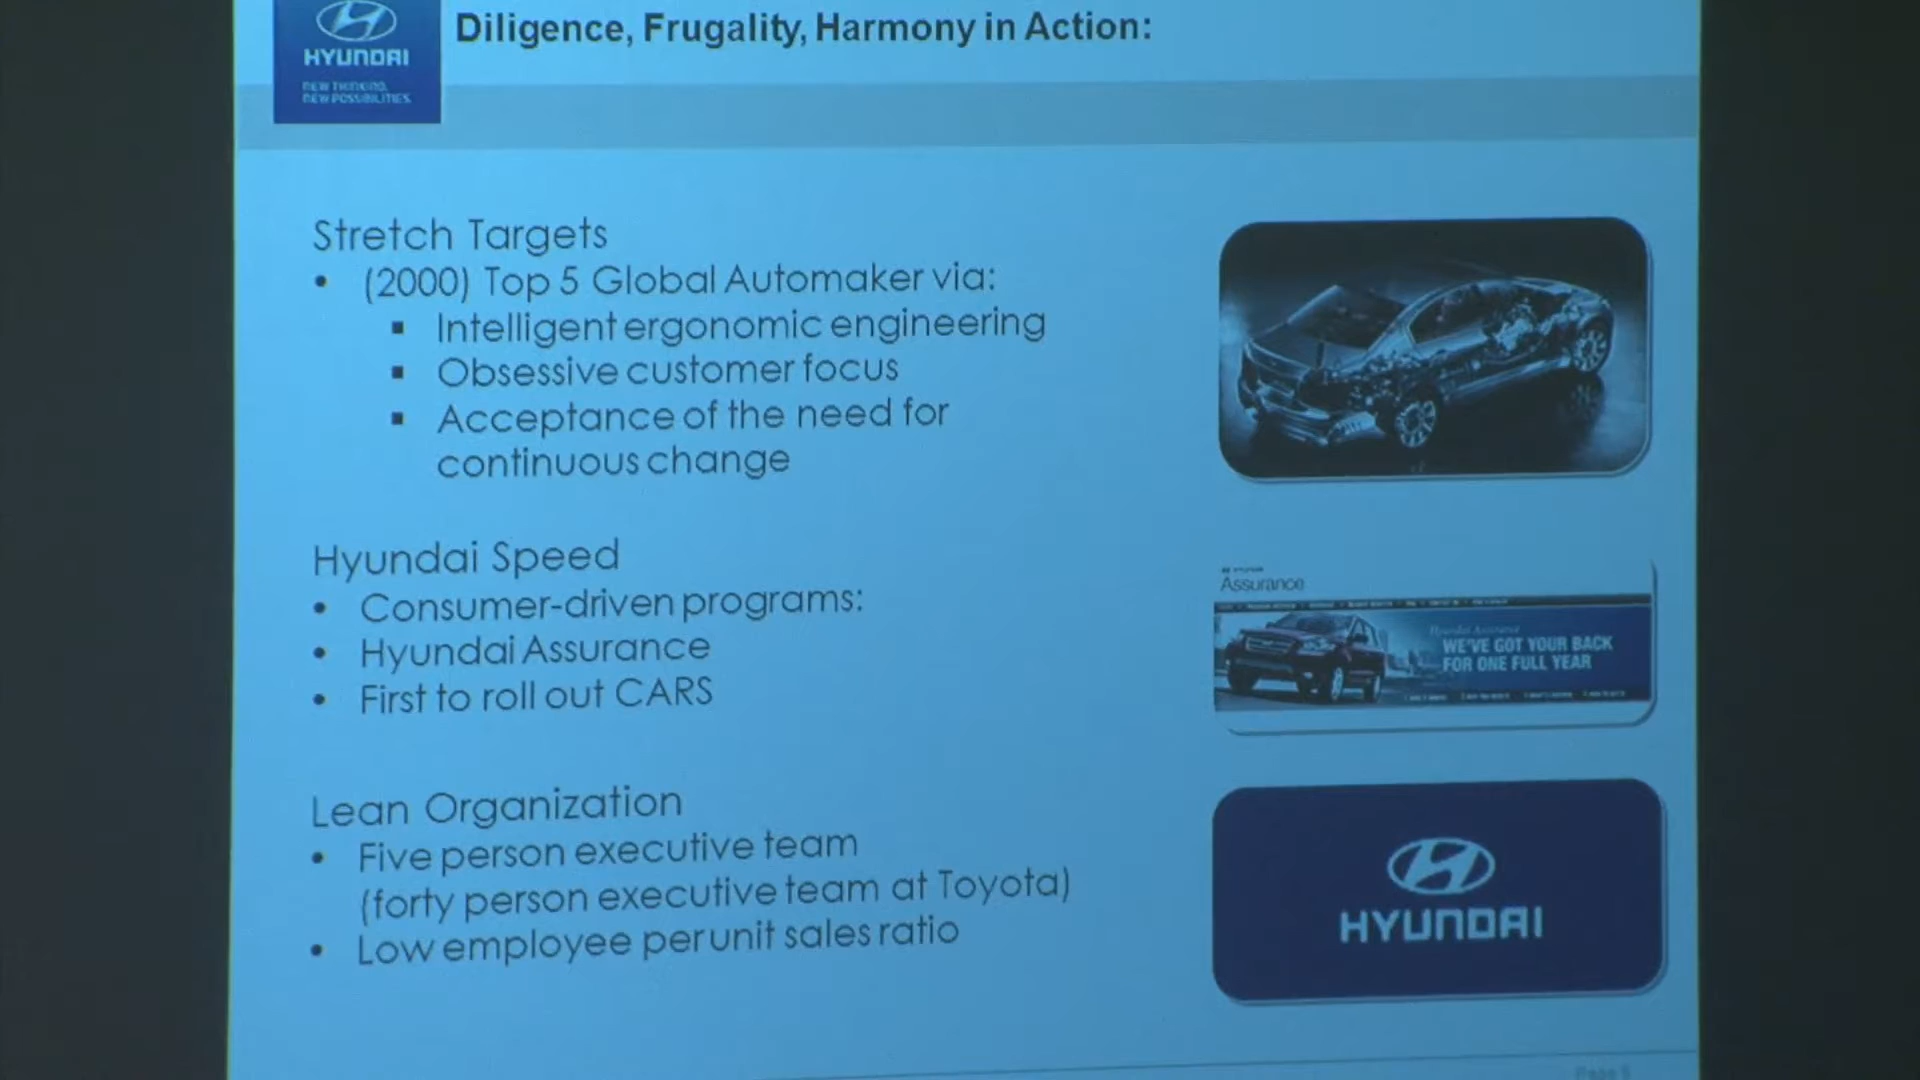 HYUNDAI
NEW THINKING.
NEW POSSIBILITIES.
Diligence, Frugality, Harmony in Action:
Stretch Targets
• (2000) Top 5 Global Automaker via:
▪ Intelligent ergonomic engineering
▪ Obsessive customer focus
▪ Acceptance of the need for
continuous change
Hyundai Speed
• Consumer-driven programs:
• Hyundai Assurance
• First to roll out CARS
Assurance
Hyundai Assurance
WE'VE GOT YOUR BACK
FOR ONE FULL YEAR
Lean Organization
• Five person executive team
(forty person executive team at Toyota)
• Low employee per unit sales ratio
HYUNDAI